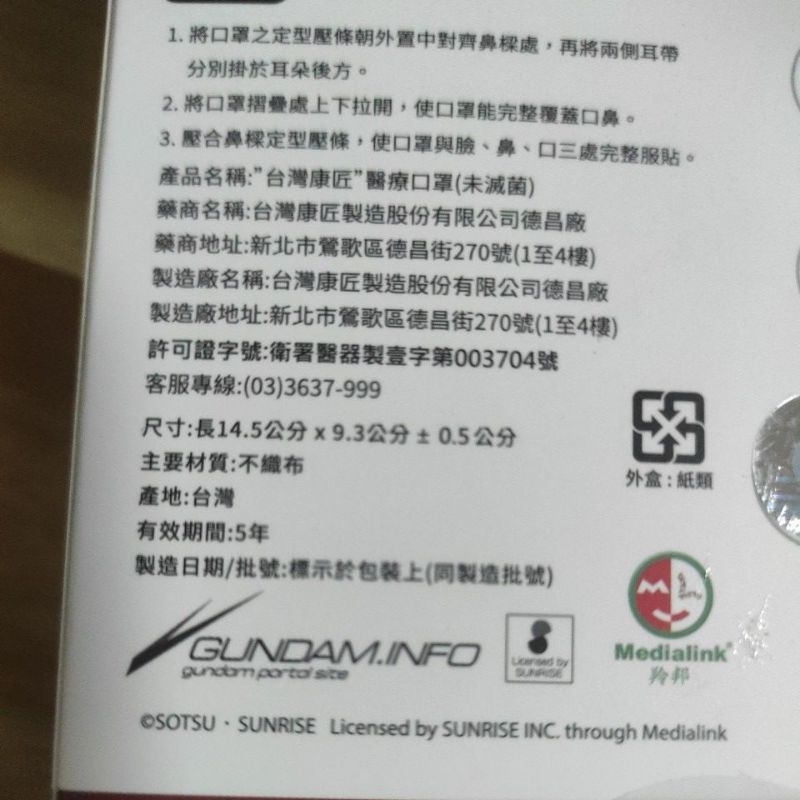 1. 將口罩之定型壓條朝外置中對齊鼻樑處，再將兩側耳帶
分別掛於耳朵後方。
2. 將口罩摺疊處上下拉開，使口罩能完整覆蓋口鼻。
3. 壓合鼻樑定型壓條，使口罩與臉、鼻、口三處完整服貼。
產品名稱:"台灣康匠"醫療口罩(未滅菌)
藥商名稱:台灣康匠製造股份有限公司德昌廠
藥商地址:新北市鶯歌區德昌街270號(1至4樓)
製造廠名稱:台灣康匠製造股份有限公司德昌廠
製造廠地址:新北市鶯歌區德昌街270號(1至4樓)
許可證字號:衛署醫器製壹字第003704號
客服專線:(03)3637-999
尺寸:長14.5公分 x 9.3公分 ± 0.5公分
主要材質:不織布
產地:台灣
有效期間:5年
製造日期/批號:標示於包裝上(同製造批號)
外盒:紙類
GUNDAM.INFO
gundam portal site
Licensed by
SUNRISE
Medialink
羚邦
©SOTSU・SUNRISE Licensed by SUNRISE INC. through Medialink